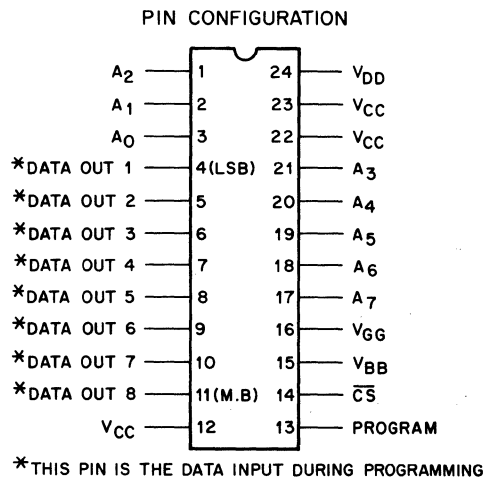 PIN CONFIGURATION
A2 1 24 VDD
A1 2 23 VCC
A0 3 22 VCC
*DATA OUT 1 4(LSB) 21 A3
*DATA OUT 2 5 20 A4
*DATA OUT 3 6 19 A5
*DATA OUT 4 7 18 A6
*DATA OUT 5 8 17 A7
*DATA OUT 6 9 16 VGG
*DATA OUT 7 10 15 VBB
*DATA OUT 8 11(M.B) 14 C̅S̅
VCC 12 13 PROGRAM
*THIS PIN IS THE DATA INPUT DURING PROGRAMMING